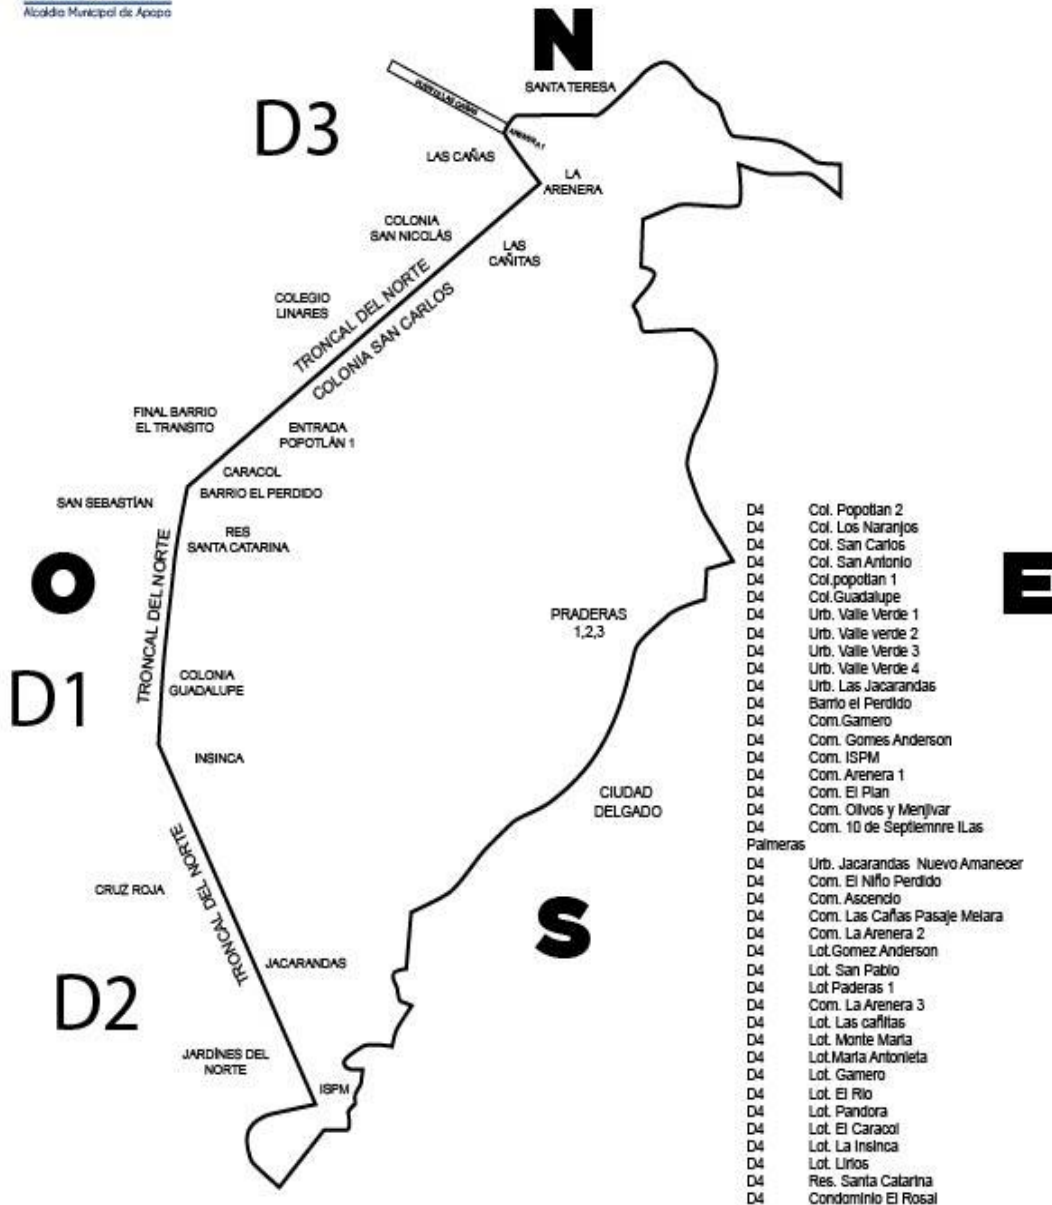 Alcaldia Municipal de Apopa
N
SANTA TERESA
D3
ARENERA 1
LAS CAÑAS
LA
ARENERA
COLONIA
SAN NICOLÁS
LAS
CAÑITAS
TRONCAL DEL NORTE
COLEGIO
LINARES
COLONIA SAN CARLOS
FINAL BARRIO
EL TRANSITO
ENTRADA
POPOTLÁN 1
CARACOL
BARRIO EL PERDIDO
SAN SEBASTÍAN
RES
SANTA CATARINA
O
TRONCAL DEL NORTE
E
PRADERAS
1,2,3
D1
COLONIA
GUADALUPE
INSINCA
CIUDAD
DELGADO
TRONCAL DEL NORTE
CRUZ ROJA
S
JACARANDAS
D2
JARDÍNES DEL
NORTE
ISPM
D4 Col. Popotlan 2
D4 Col. Los Naranjos
D4 Col. San Carlos
D4 Col. San Antonio
D4 Col.popotlan 1
D4 Col.Guadalupe
D4 Urb. Valle Verde 1
D4 Urb. Valle verde 2
D4 Urb. Valle Verde 3
D4 Urb. Valle Verde 4
D4 Urb. Las Jacarandas
D4 Barrio el Perdido
D4 Com.Gamero
D4 Com. Gomes Anderson
D4 Com. ISPM
D4 Com. Arenera 1
D4 Com. El Plan
D4 Com. Olivos y Menjivar
D4 Com. 10 de Septiemnre lLas
Palmeras
D4 Urb. Jacarandas Nuevo Amanecer
D4 Com. El Niño Perdido
D4 Com. Ascencio
D4 Com. Las Cañas Pasaje Melara
D4 Com. La Arenera 2
D4 Lot.Gomez Anderson
D4 Lot. San Pablo
D4 Lot Paderas 1
D4 Com. La Arenera 3
D4 Lot. Las cañitas
D4 Lot. Monte Maria
D4 Lot.Maria Antonieta
D4 Lot. Gamero
D4 Lot. El Rio
D4 Lot. Pandora
D4 Lot. El Caracol
D4 Lot. La Insinca
D4 Lot. Lirios
D4 Res. Santa Catarina
D4 Condominio El Rosal